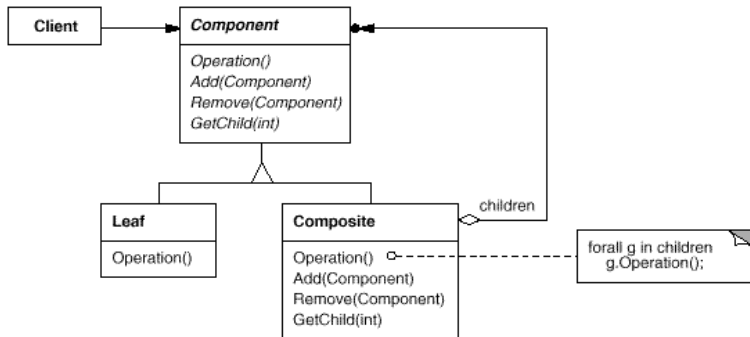 Client
Component
Operation()
Add(Component)
Remove(Component)
GetChild(int)
Leaf
Operation()
Composite
Operation()
Add(Component)
Remove(Component)
GetChild(int)
children
forall g in children
g.Operation();